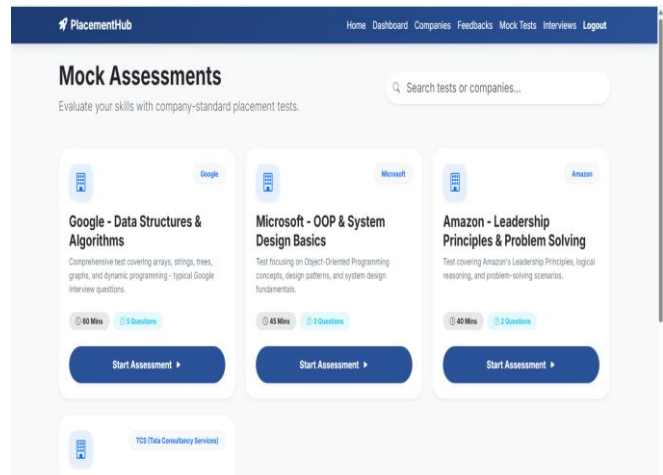 PlacementHub
Home Dashboard Companies Feedbacks Mock Tests Interviews Logout
Mock Assessments
Evaluate your skills with company-standard placement tests.
Search tests or companies...
Google
Google - Data Structures &
Algorithms
Comprehensive test covering arrays, strings, trees,
graphs, and dynamic programming - typical Google
interview questions.
60 Mins
5 Questions
Start Assessment
Microsoft
Microsoft - OOP & System
Design Basics
Test focusing on Object-Oriented Programming
concepts, design patterns, and system design
fundamentals.
45 Mins
3 Questions
Start Assessment
Amazon
Amazon - Leadership
Principles & Problem Solving
Test covering Amazon's Leadership Principles, logical
reasoning, and problem-solving scenarios.
40 Mins
2 Questions
Start Assessment
TCS (Tata Consultancy Services)